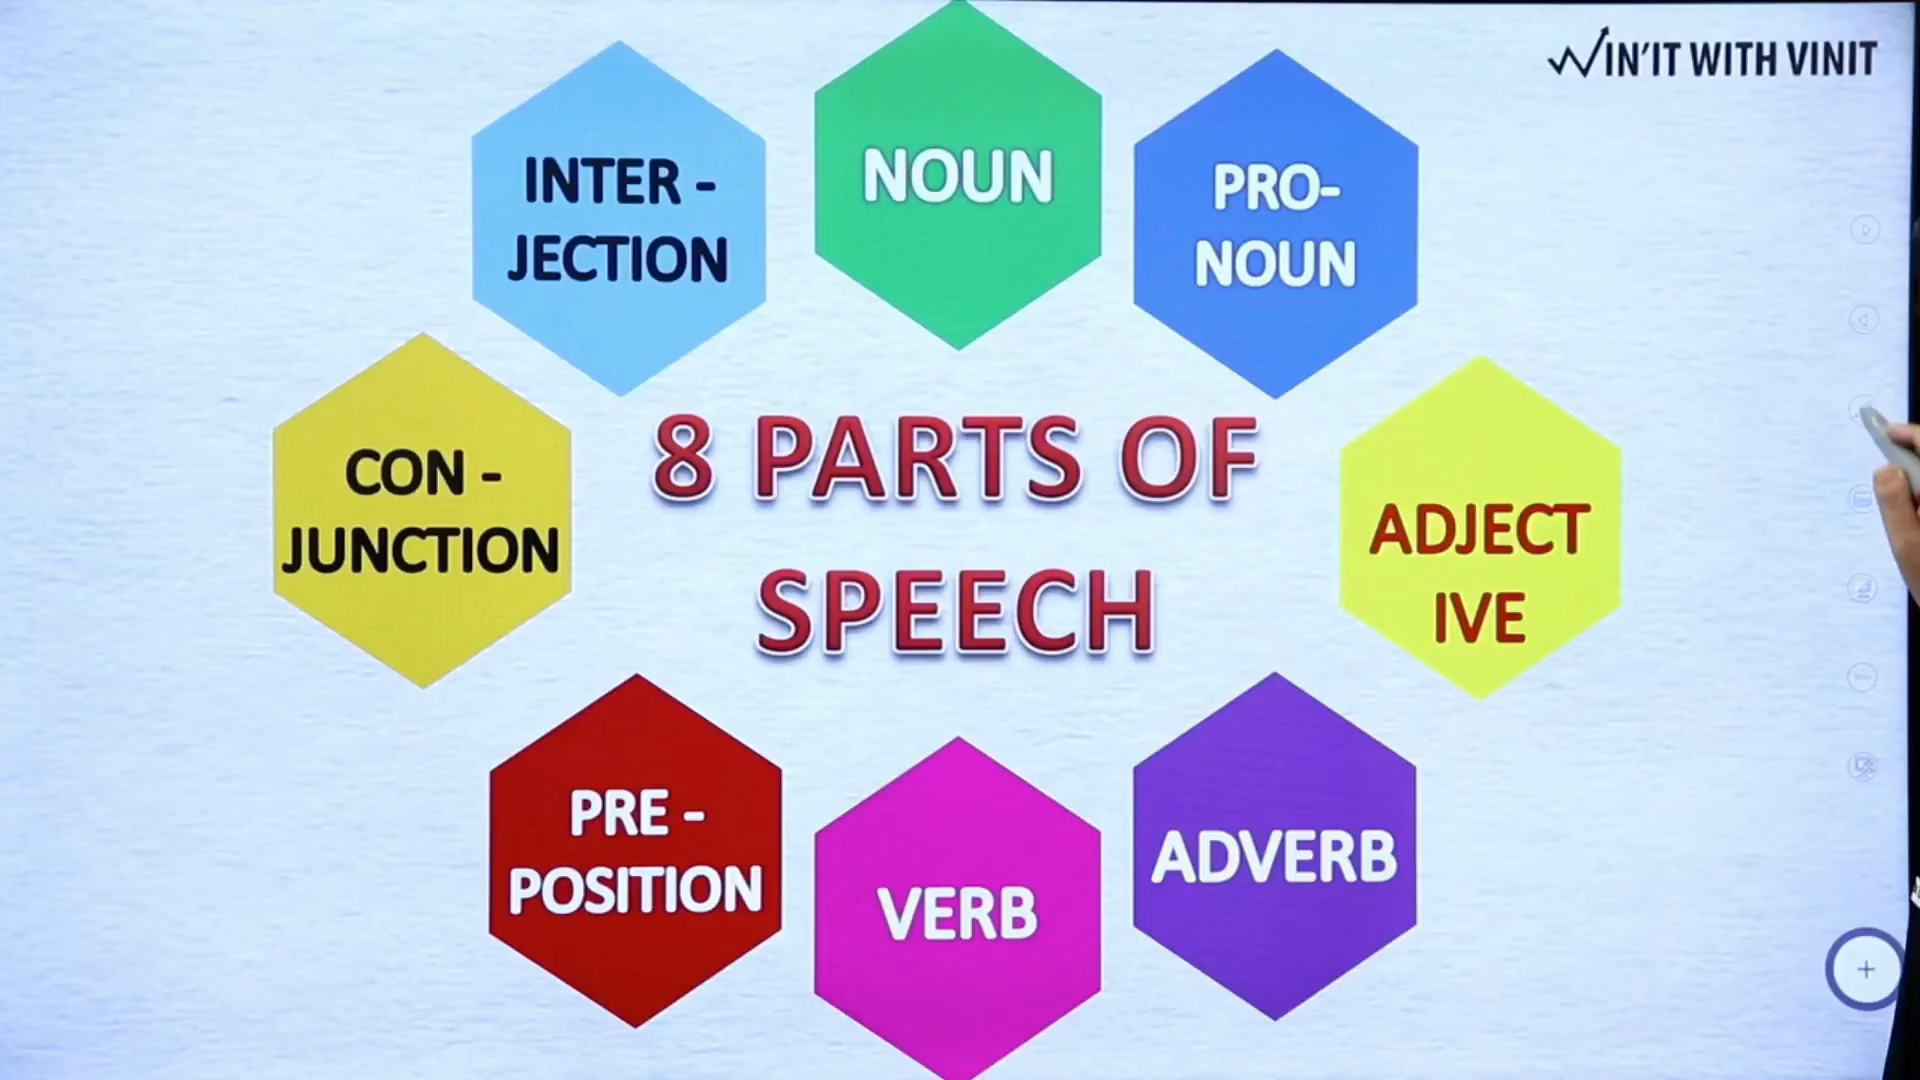 WIN'IT WITH VINIT
INTER -
JECTION
NOUN
PRO-
NOUN
CON -
JUNCTION
8 PARTS OF
SPEECH
ADJECT
IVE
PRE -
POSITION
VERB
ADVERB